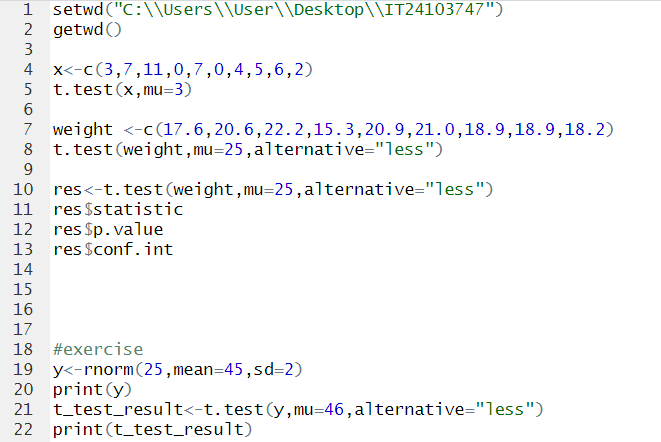 1 setwd("C:\\Users\\User\\Desktop\\IT24103747")
2 getwd()
3
4 x<-c(3,7,11,0,7,0,4,5,6,2)
5 t.test(x,mu=3)
6
7 weight <-c(17.6,20.6,22.2,15.3,20.9,21.0,18.9,18.9,18.2)
8 t.test(weight,mu=25,alternative="less")
9
10 res<-t.test(weight,mu=25,alternative="less")
11 res$statistic
12 res$p.value
13 res$conf.int
14
15
16
17
18 #exercise
19 y<-rnorm(25,mean=45,sd=2)
20 print(y)
21 t_test_result<-t.test(y,mu=46,alternative="less")
22 print(t_test_result)